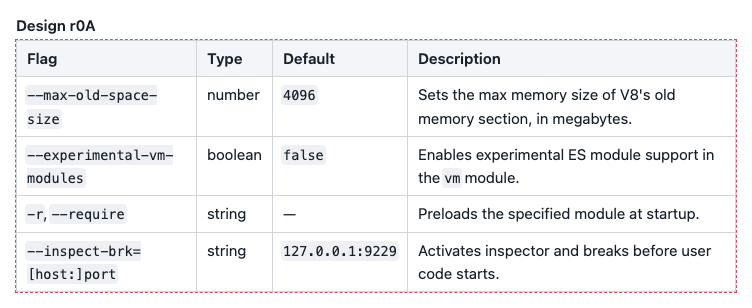 Design r0A
Flag Type Default Description
--max-old-space- number 4096 Sets the max memory size of V8's old
size memory section, in megabytes.
--experimental-vm- boolean false Enables experimental ES module support in
modules the vm module.
-r, --require string — Preloads the specified module at startup.
--inspect-brk= string 127.0.0.1:9229 Activates inspector and breaks before user
[host:]port code starts.